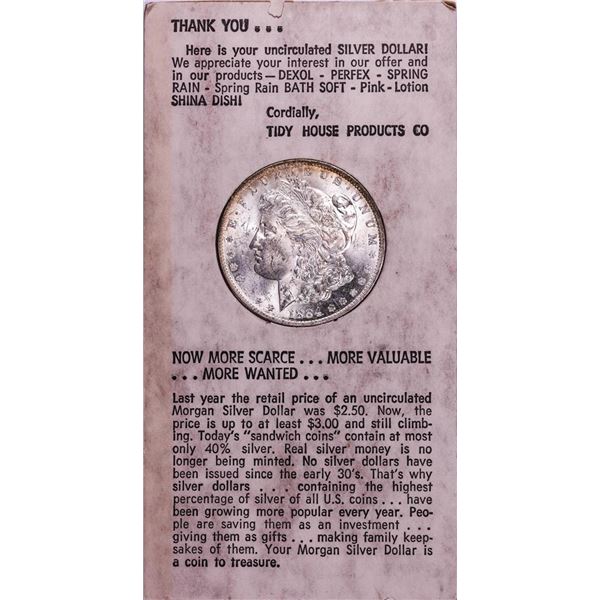 THANK YOU . . .
Here is your uncirculated SILVER DOLLAR!
We appreciate your interest in our offer and
in our products — DEXOL - PERFEX - SPRING
RAIN - Spring Rain BATH SOFT - Pink - Lotion
SHINA DISH!
Cordially,
TIDY HOUSE PRODUCTS CO
E · PLURIBUS · UNUM
NOW MORE SCARCE . . . MORE VALUABLE
. . . MORE WANTED . . .
Last year the retail price of an uncirculated
Morgan Silver Dollar was $2.50. Now, the
price is up to at least $3.00 and still climb-
ing. Today's "sandwich coins" contain at most
only 40% silver. Real silver money is no
longer being minted. No silver dollars have
been issued since the early 30's. That's why
silver dollars . . . containing the highest
percentage of silver of all U.S. coins . . . have
been growing more popular every year. Peo-
ple are saving them as an investment . . .
giving them as gifts . . . making family keep-
sakes of them. Your Morgan Silver Dollar is
a coin to treasure.